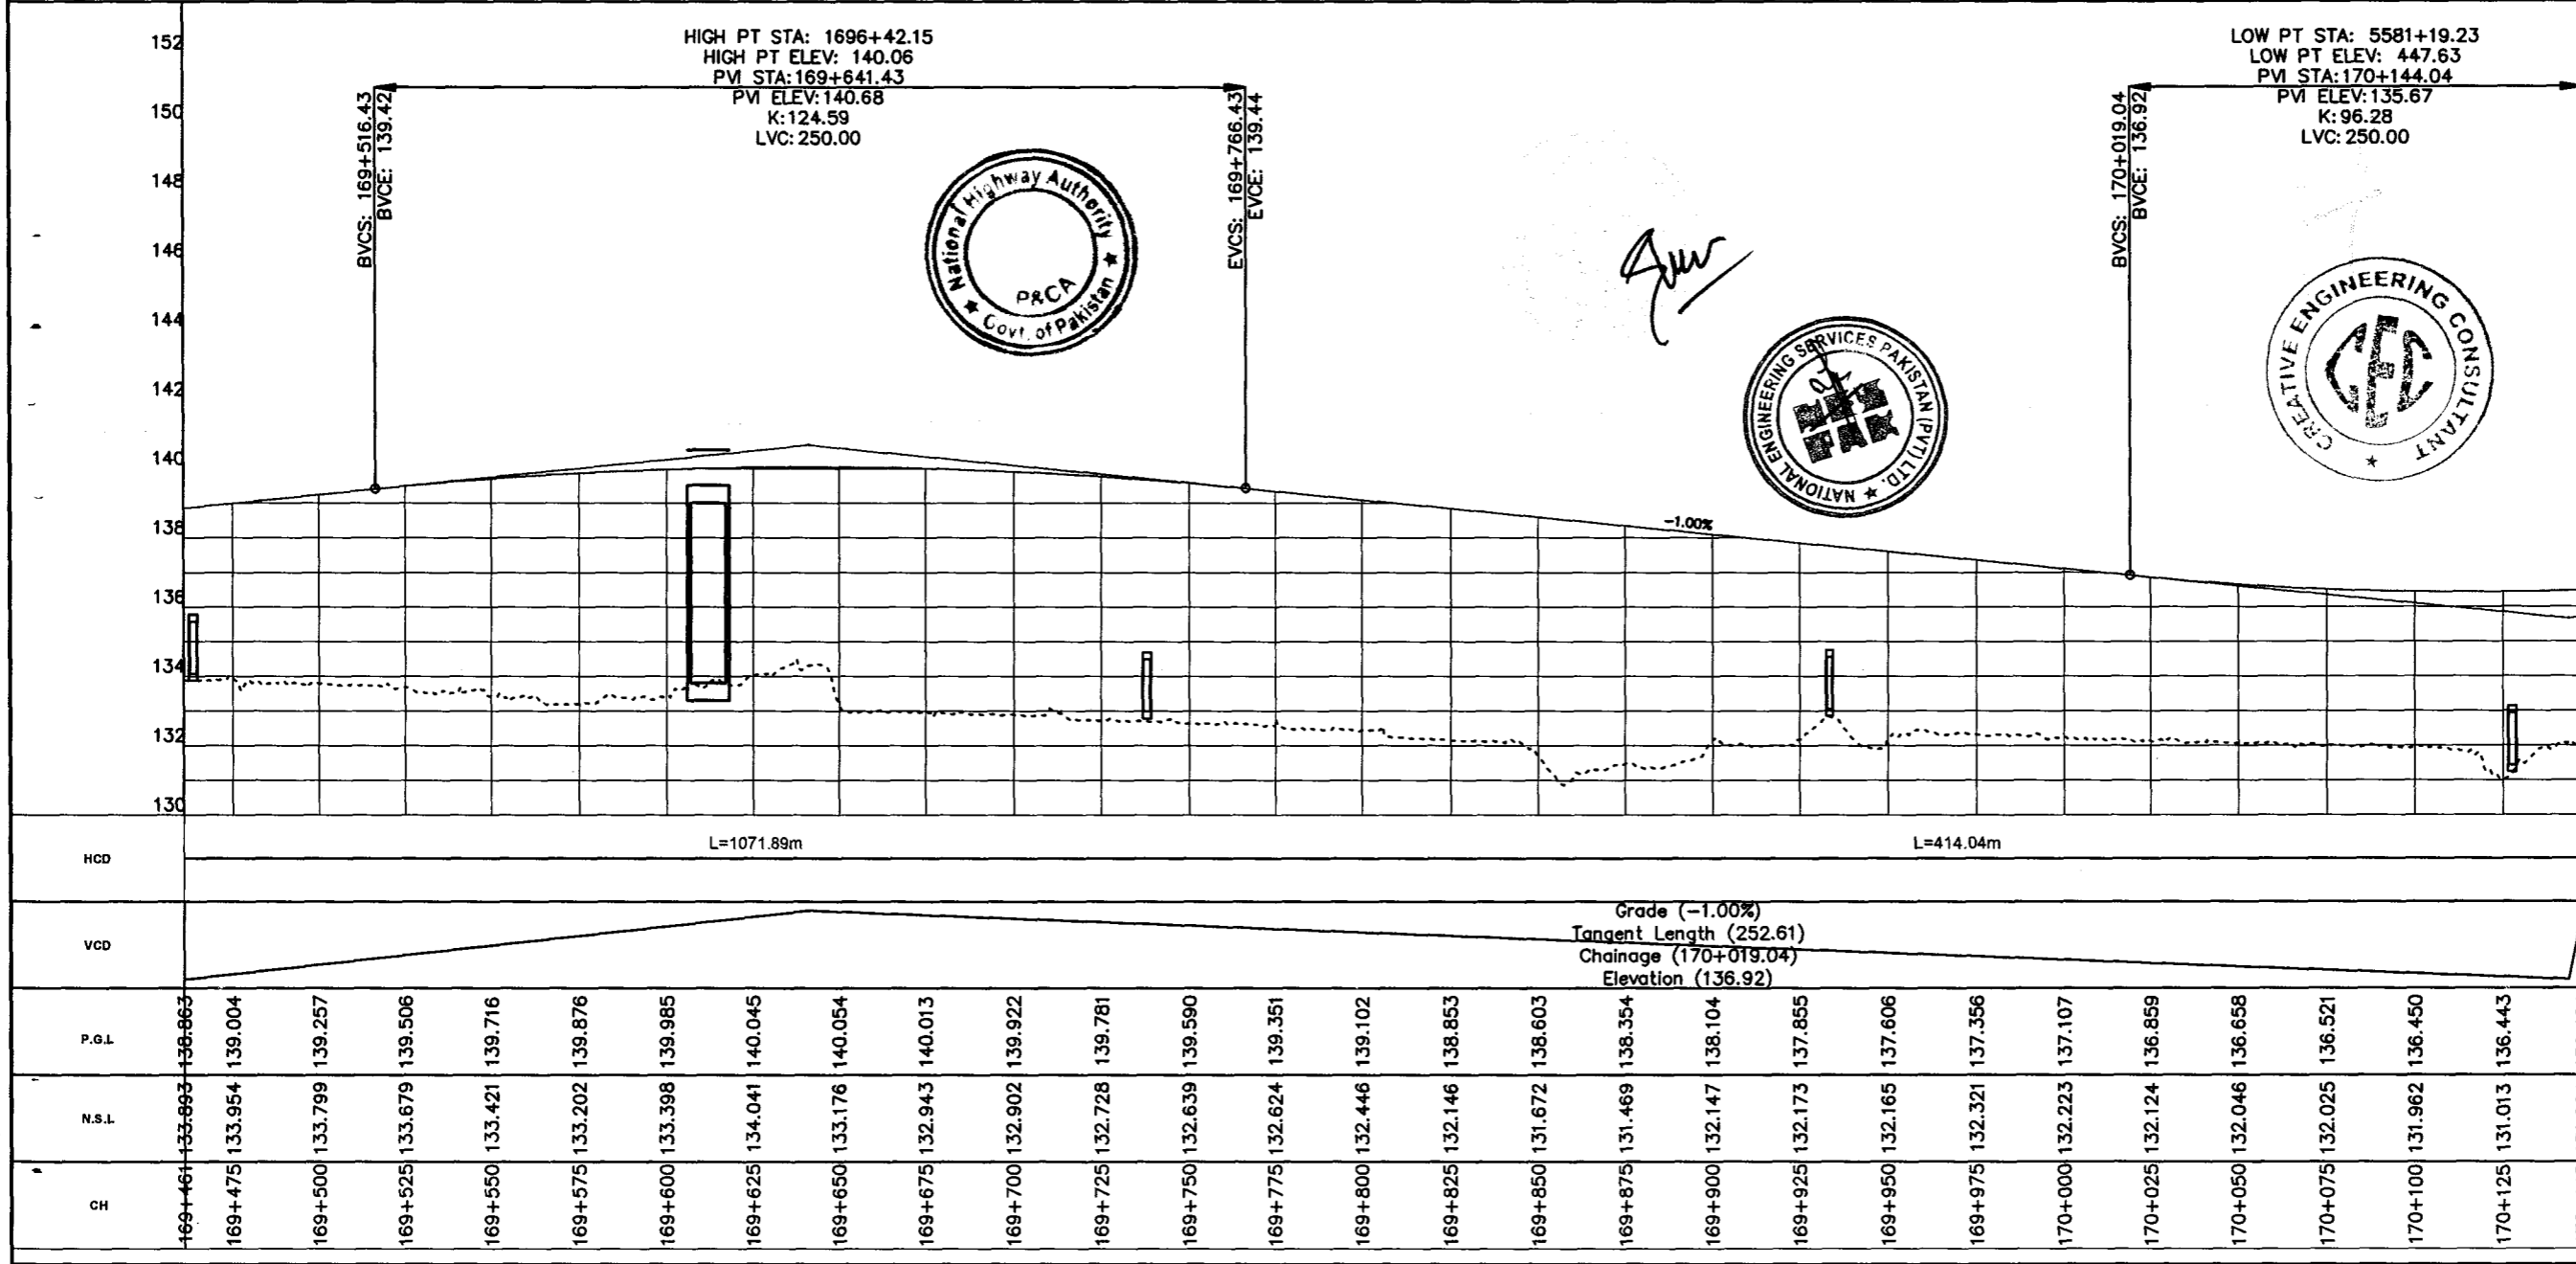 HIGH PT STA: 1696+42.15
HIGH PT ELEV: 140.06
PVI STA:169+641.43
PVI ELEV:140.68
K:124.59
LVC:250.00
LOW PT STA: 5581+19.23
LOW PT ELEV: 447.63
PVI STA:170+144.04
PVI ELEV:135.67
K:96.28
LVC:250.00
BVCS: 169+516.43
BVCE: 139.42
EVCS: 169+766.43
EVCE: 139.44
BVCS: 170+019.04
BVCE: 136.92
152
150
148
146
144
142
140
138
136
134
132
130
National Highway Authority
P&CA
Govt. of Pakistan
NATIONAL ENGINEERING SERVICES PAKISTAN (PVT) LTD.
CREATIVE ENGINEERING CONSULTANT
CEC
-1.00%
HCD
L=1071.89m
L=414.04m
VCD
Grade (-1.00%)
Tangent Length (252.61)
Chainage (170+019.04)
Elevation (136.92)
P.G.L 138.863 139.004 139.257 139.506 139.716 139.876 139.985 140.045 140.054 140.013 139.922 139.781 139.590 139.351 139.102 138.853 138.603 138.354 138.104 137.855 137.606 137.356 137.107 136.859 136.658 136.521 136.450 136.443
N.S.L 133.893 133.954 133.799 133.679 133.421 133.202 133.398 134.041 133.176 132.943 132.902 132.728 132.639 132.624 132.446 132.146 131.672 131.469 132.147 132.173 132.165 132.321 132.223 132.124 132.046 132.025 131.962 131.013
CH 169+461 169+475 169+500 169+525 169+550 169+575 169+600 169+625 169+650 169+675 169+700 169+725 169+750 169+775 169+800 169+825 169+850 169+875 169+900 169+925 169+950 169+975 170+000 170+025 170+050 170+075 170+100 170+125